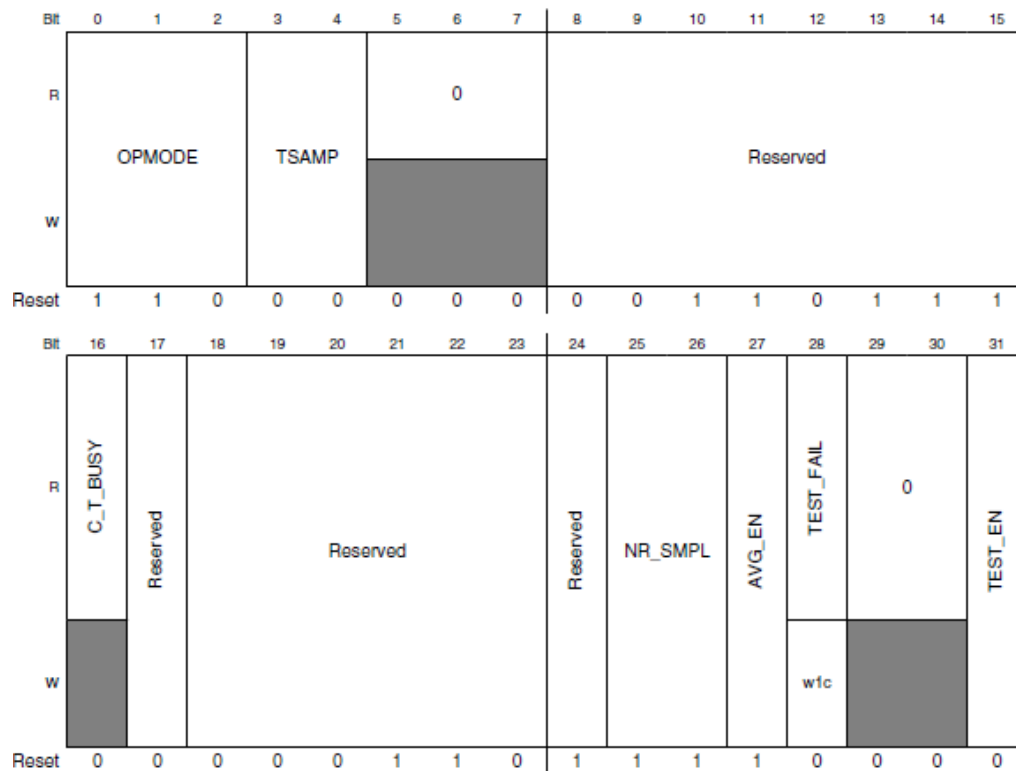 Bit 0 1 2 3 4 5 6 7 8 9 10 11 12 13 14 15
R 0
OPMODE TSAMP Reserved
W
Reset 1 1 0 0 0 0 0 0 0 0 1 1 0 1 1 1
Bit 16 17 18 19 20 21 22 23 24 25 26 27 28 29 30 31
R C_T_BUSY Reserved Reserved Reserved NR_SMPL AVG_EN TEST_FAIL 0 TEST_EN
W w1c
Reset 0 0 0 0 0 1 1 0 1 1 1 1 0 0 0 0